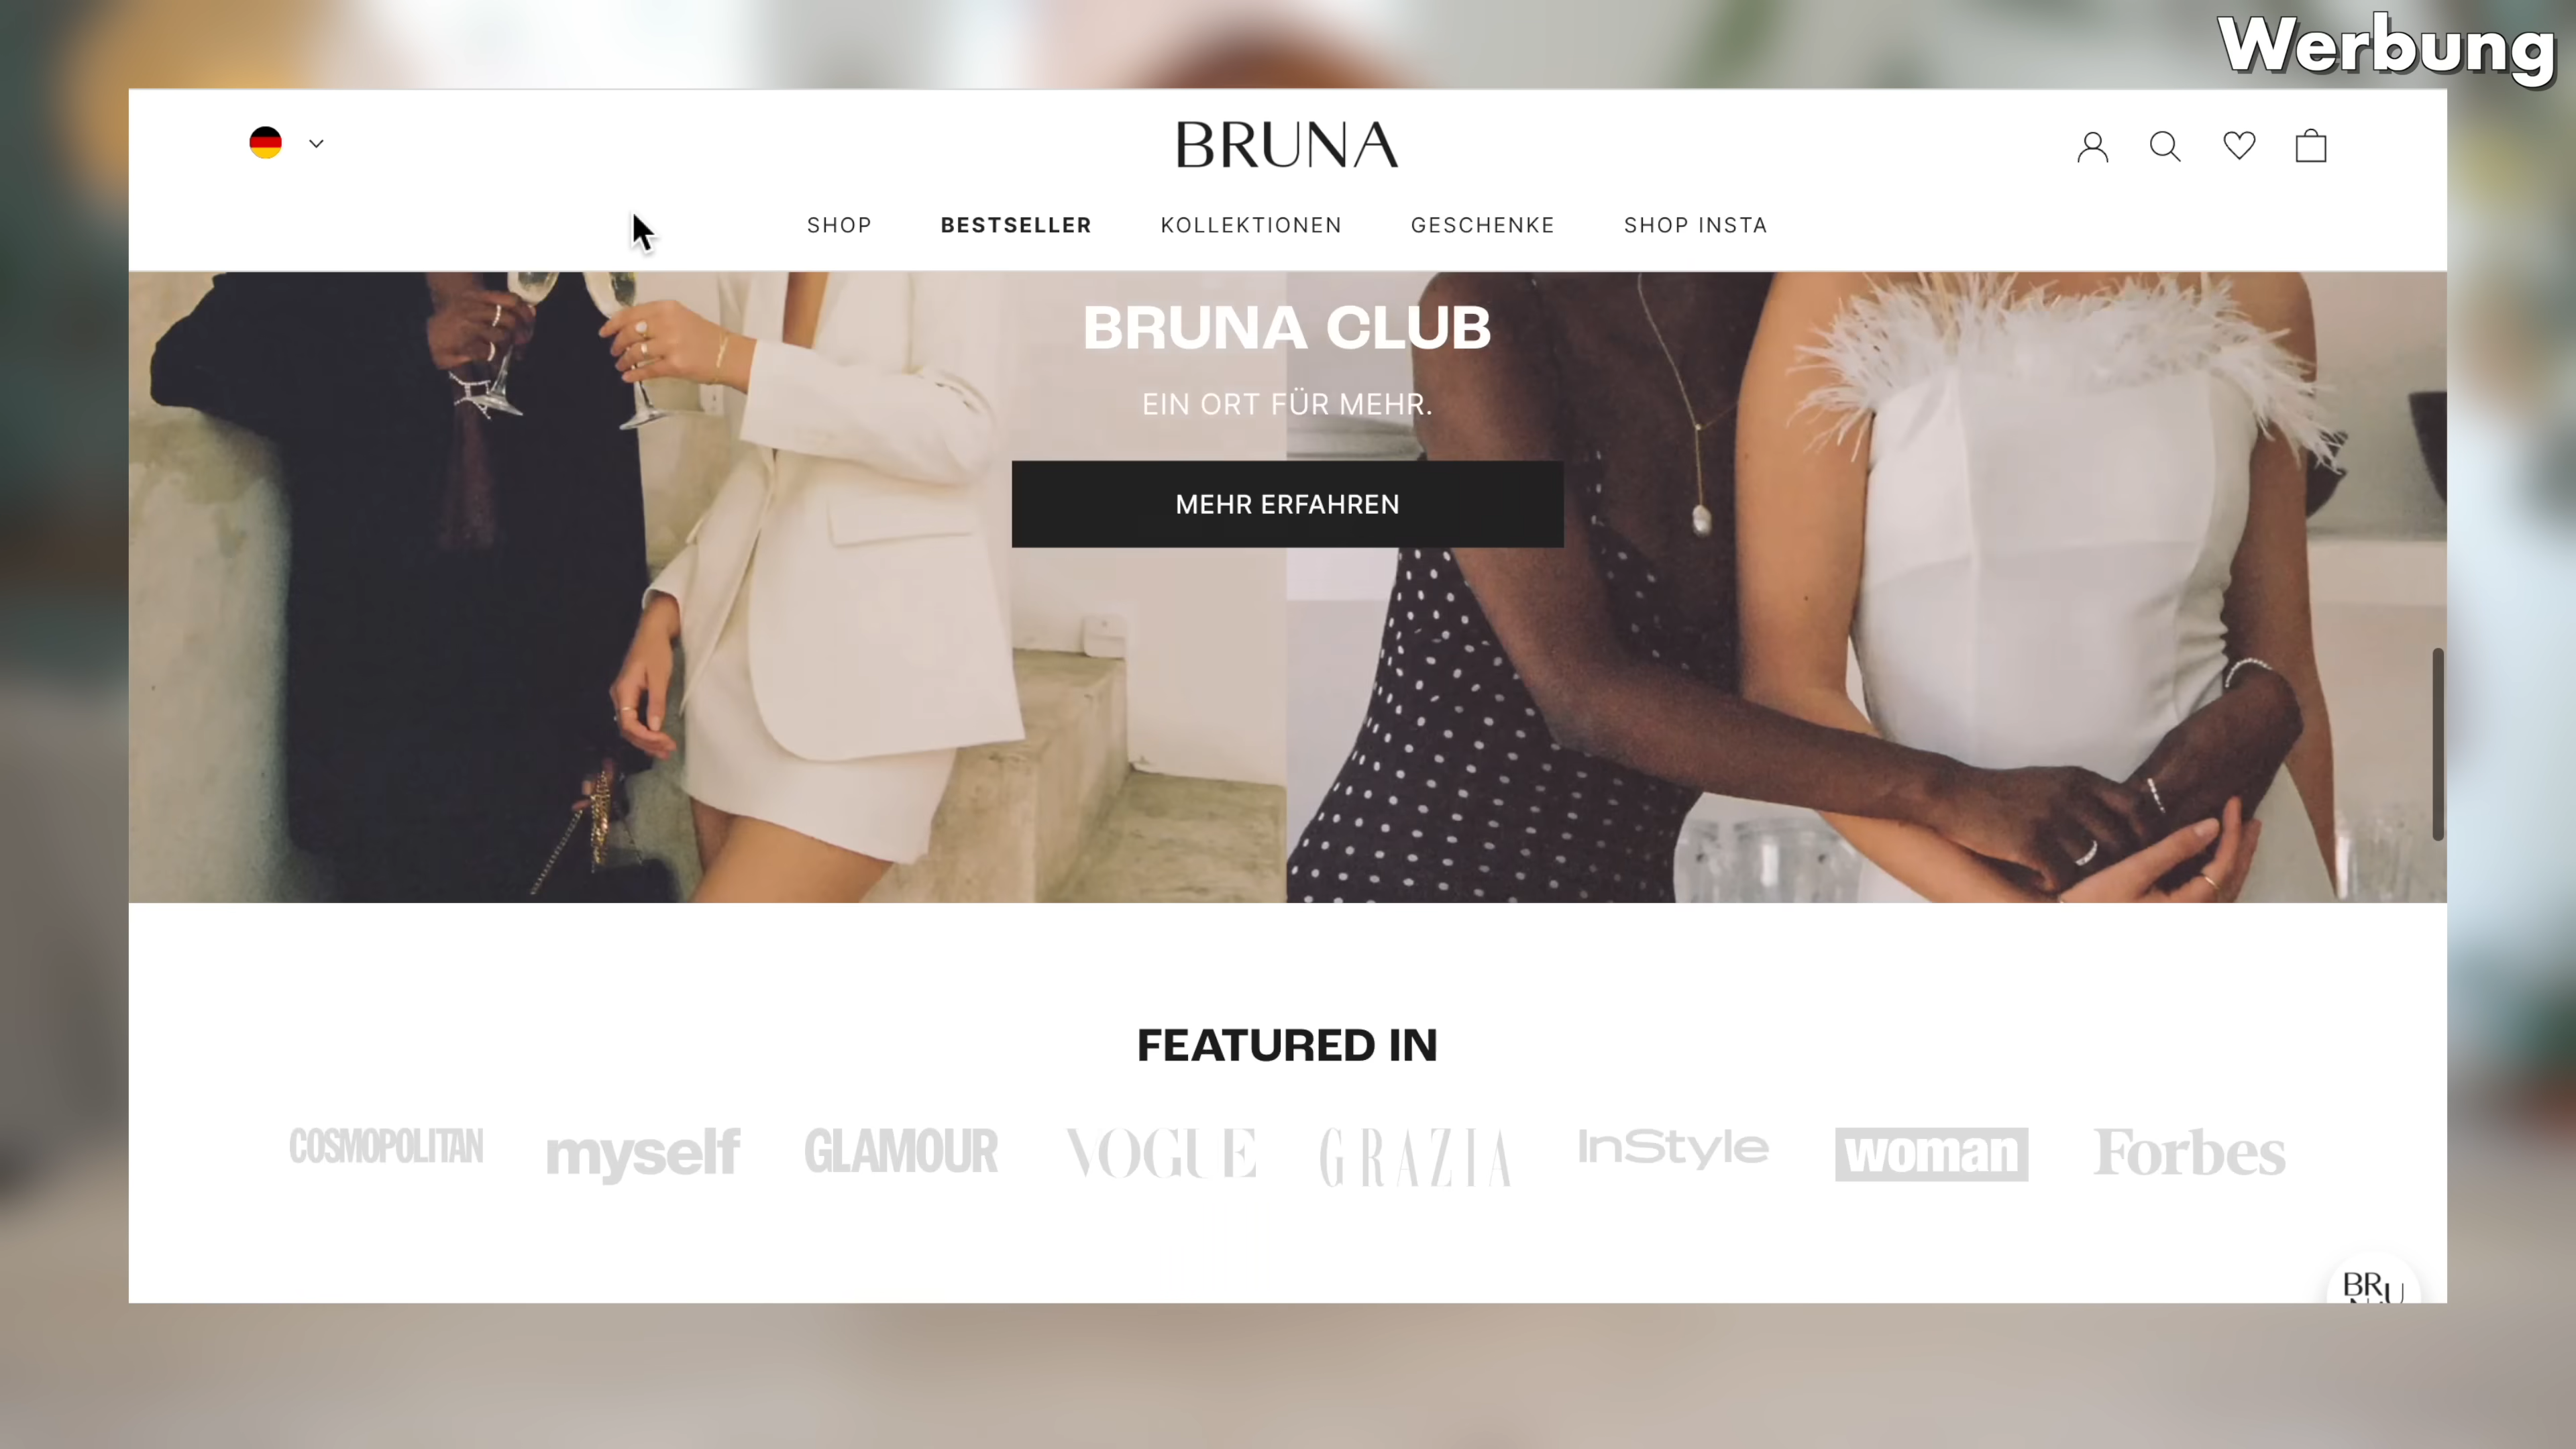 Werbung
BRUNA
SHOP BESTSELLER KOLLEKTIONEN GESCHENKE SHOP INSTA
BRUNA CLUB
EIN ORT FÜR MEHR.
MEHR ERFAHREN
FEATURED IN
COSMOPOLITAN myself GLAMOUR VOGUE GRAZIA InStyle woman Forbes
BRU